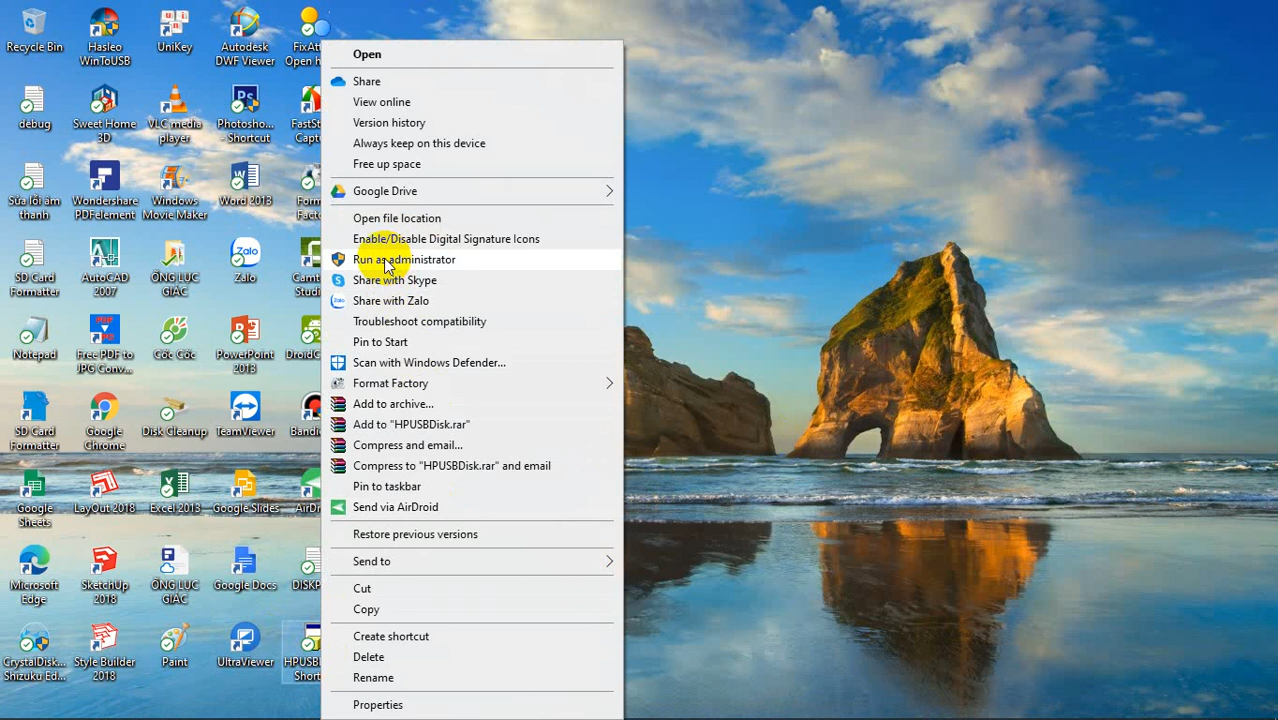 Recycle Bin
Hasleo
WinToUSB
UniKey
Autodesk
DWF Viewer
FixAt
Open h
debug
Sweet Home
3D
VLC media
player
Photosho...
- Shortcut
FastSt
Capt
Sửa lỗi âm
thanh
Wondershare
PDFelement
Windows
Movie Maker
Word 2013
Form
Facto
SD Card
Formatter
AutoCAD
2007
ỐNG LỤC
GIÁC
Zalo
Camt
Studi
Notepad
Free PDF to
JPG Conv...
Cốc Cốc
PowerPoint
2013
DroidC
SD Card
Formatter
Google
Chrome
Disk Cleanup
TeamViewer
Bandi
Google
Sheets
LayOut 2018
Excel 2013
Google Slides
AirDr
Microsoft
Edge
SketchUp
2018
ỐNG LỤC
GIÁC
Google Docs
DISKP
CrystalDisk...
Shizuku Ed...
Style Builder
2018
Paint
UltraViewer
HPUSBI
Short
Open
Share
View online
Version history
Always keep on this device
Free up space
Google Drive
Open file location
Enable/Disable Digital Signature Icons
Run as administrator
Share with Skype
Share with Zalo
Troubleshoot compatibility
Pin to Start
Scan with Windows Defender...
Format Factory
Add to archive...
Add to "HPUSBDisk.rar"
Compress and email...
Compress to "HPUSBDisk.rar" and email
Pin to taskbar
Send via AirDroid
Restore previous versions
Send to
Cut
Copy
Create shortcut
Delete
Rename
Properties